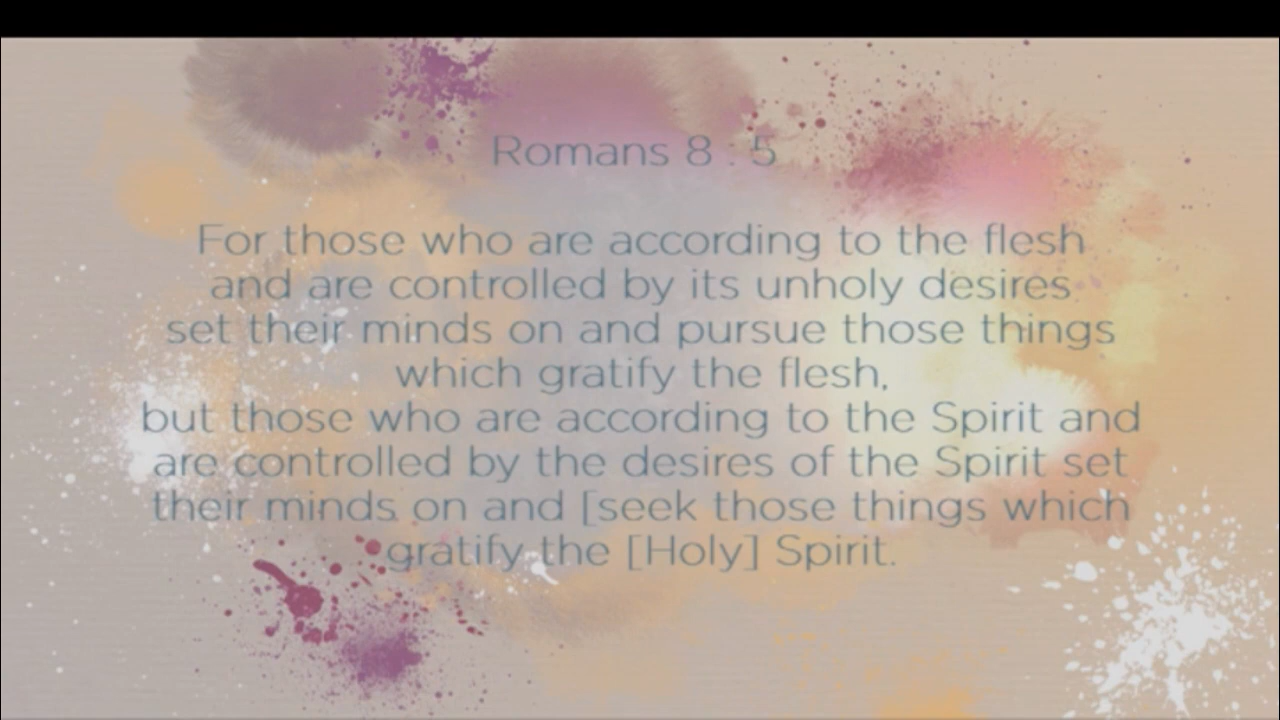 Romans 8 : 5
For those who are according to the flesh
and are controlled by its unholy desires
set their minds on and pursue those things
which gratify the flesh,
but those who are according to the Spirit and
are controlled by the desires of the Spirit set
their minds on and [seek those things which
gratify the [Holy] Spirit.